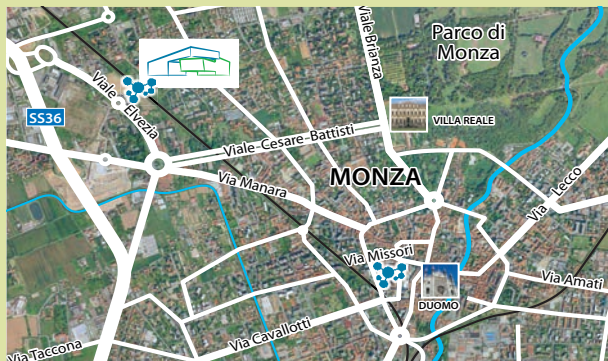 Viale Brianza
Parco di
Monza
Viale Elvezia
SS36
VILLA REALE
Viale Cesare Battisti
MONZA
Via Manara
Via Lecco
Via Missori
Via Amati
DUOMO
Via Cavallotti
Via Taccona